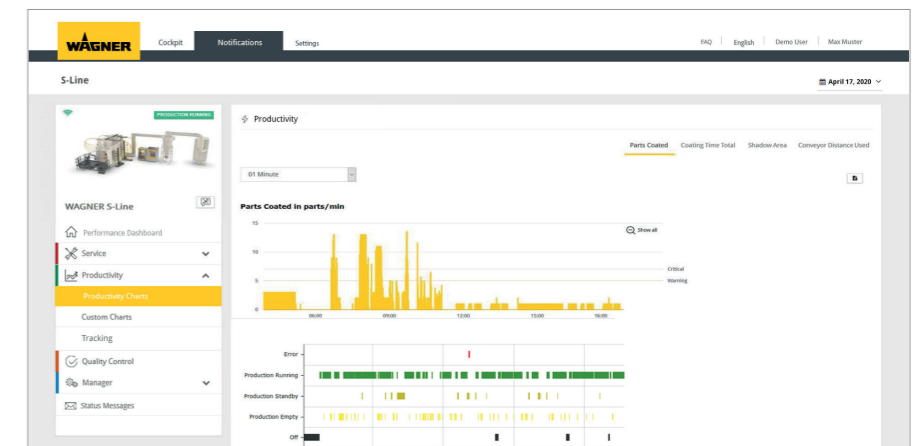 WAGNER
Cockpit Notifications Settings FAQ English Demo User Max Muster
S-Line April 17, 2020
PRODUCTION RUNNING
WAGNER S-Line
Performance Dashboard
Service
Productivity
Productivity Charts
Custom Charts
Tracking
Quality Control
Manager
Status Messages
Productivity
Parts Coated Coating Time Total Shadow Area Conveyor Distance Used
01 Minute
Parts Coated in parts/min
Show all
15
10
5
0
Critical
Warning
06:00 09:00 12:00 15:00 16:00
Error
Production Running
Production Standby
Production Empty
Off